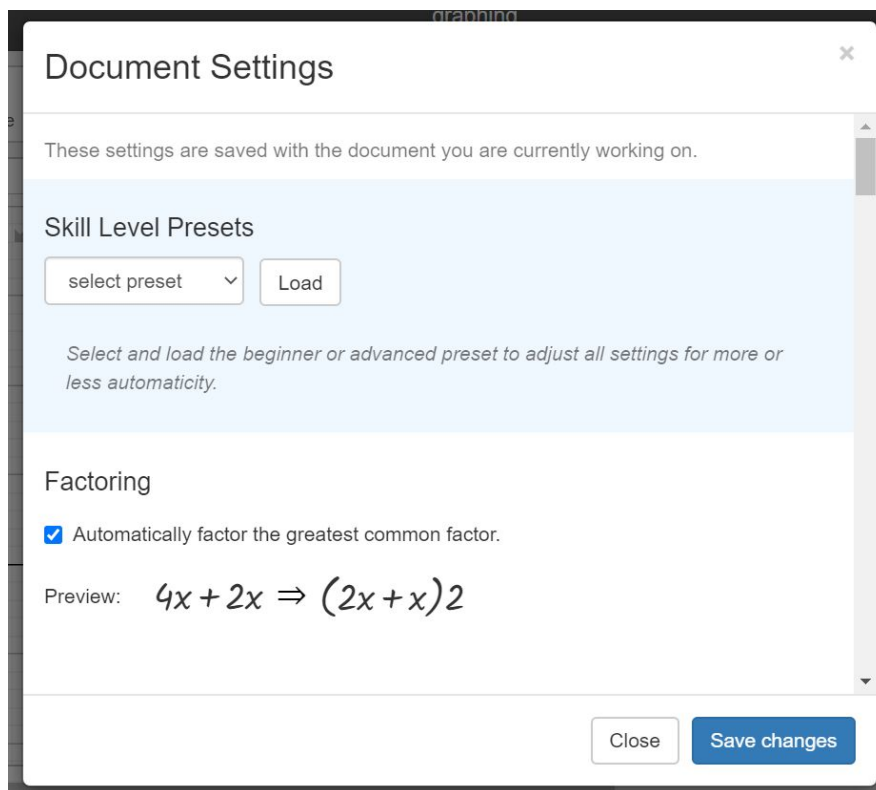 graphing
Document Settings
×
These settings are saved with the document you are currently working on.
Skill Level Presets
select preset
Load
Select and load the beginner or advanced preset to adjust all settings for more or
less automaticity.
Factoring
Automatically factor the greatest common factor.
Preview: 4x + 2x ⇒ (2x + x)2
Close
Save changes